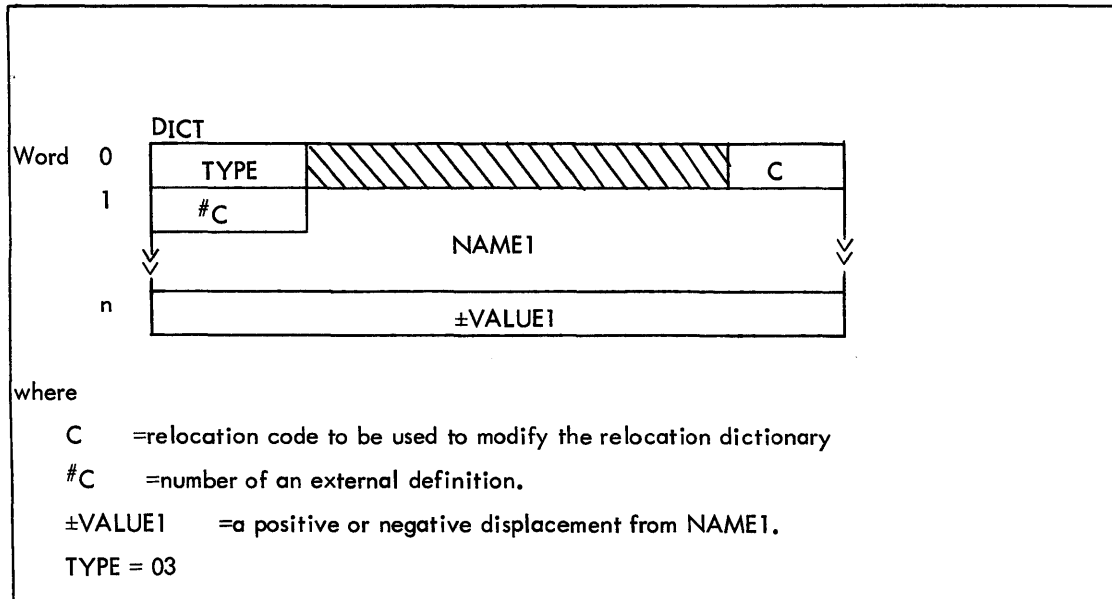 DICT
Word 0 TYPE C
1 #C
NAME1
n ±VALUE1
where
C =relocation code to be used to modify the relocation dictionary
#C =number of an external definition.
±VALUE1 =a positive or negative displacement from NAME1.
TYPE = 03